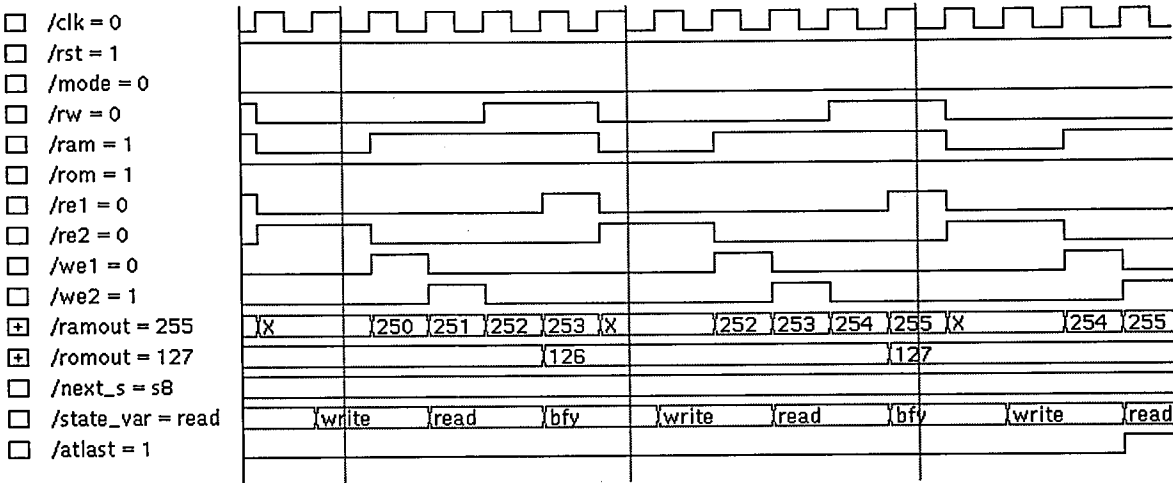 /clk = 0
/rst = 1
/mode = 0
/rw = 0
/ram = 1
/rom = 1
/re1 = 0
/re2 = 0
/we1 = 0
/we2 = 1
/ramout = 255 X 250 251 252 253 X 252 253 254 255 X 254 255
/romout = 127 126 127
/next_s = s8
/state_var = read write read bfy write read bfy write read
/atlast = 1